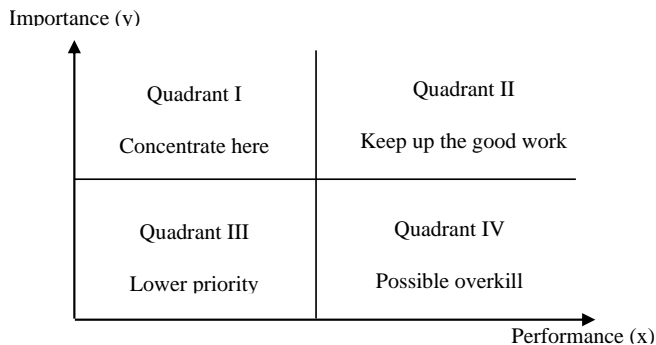 Importance (y)
Quadrant I
Concentrate here
Quadrant II
Keep up the good work
Quadrant III
Lower priority
Quadrant IV
Possible overkill
Performance (x)